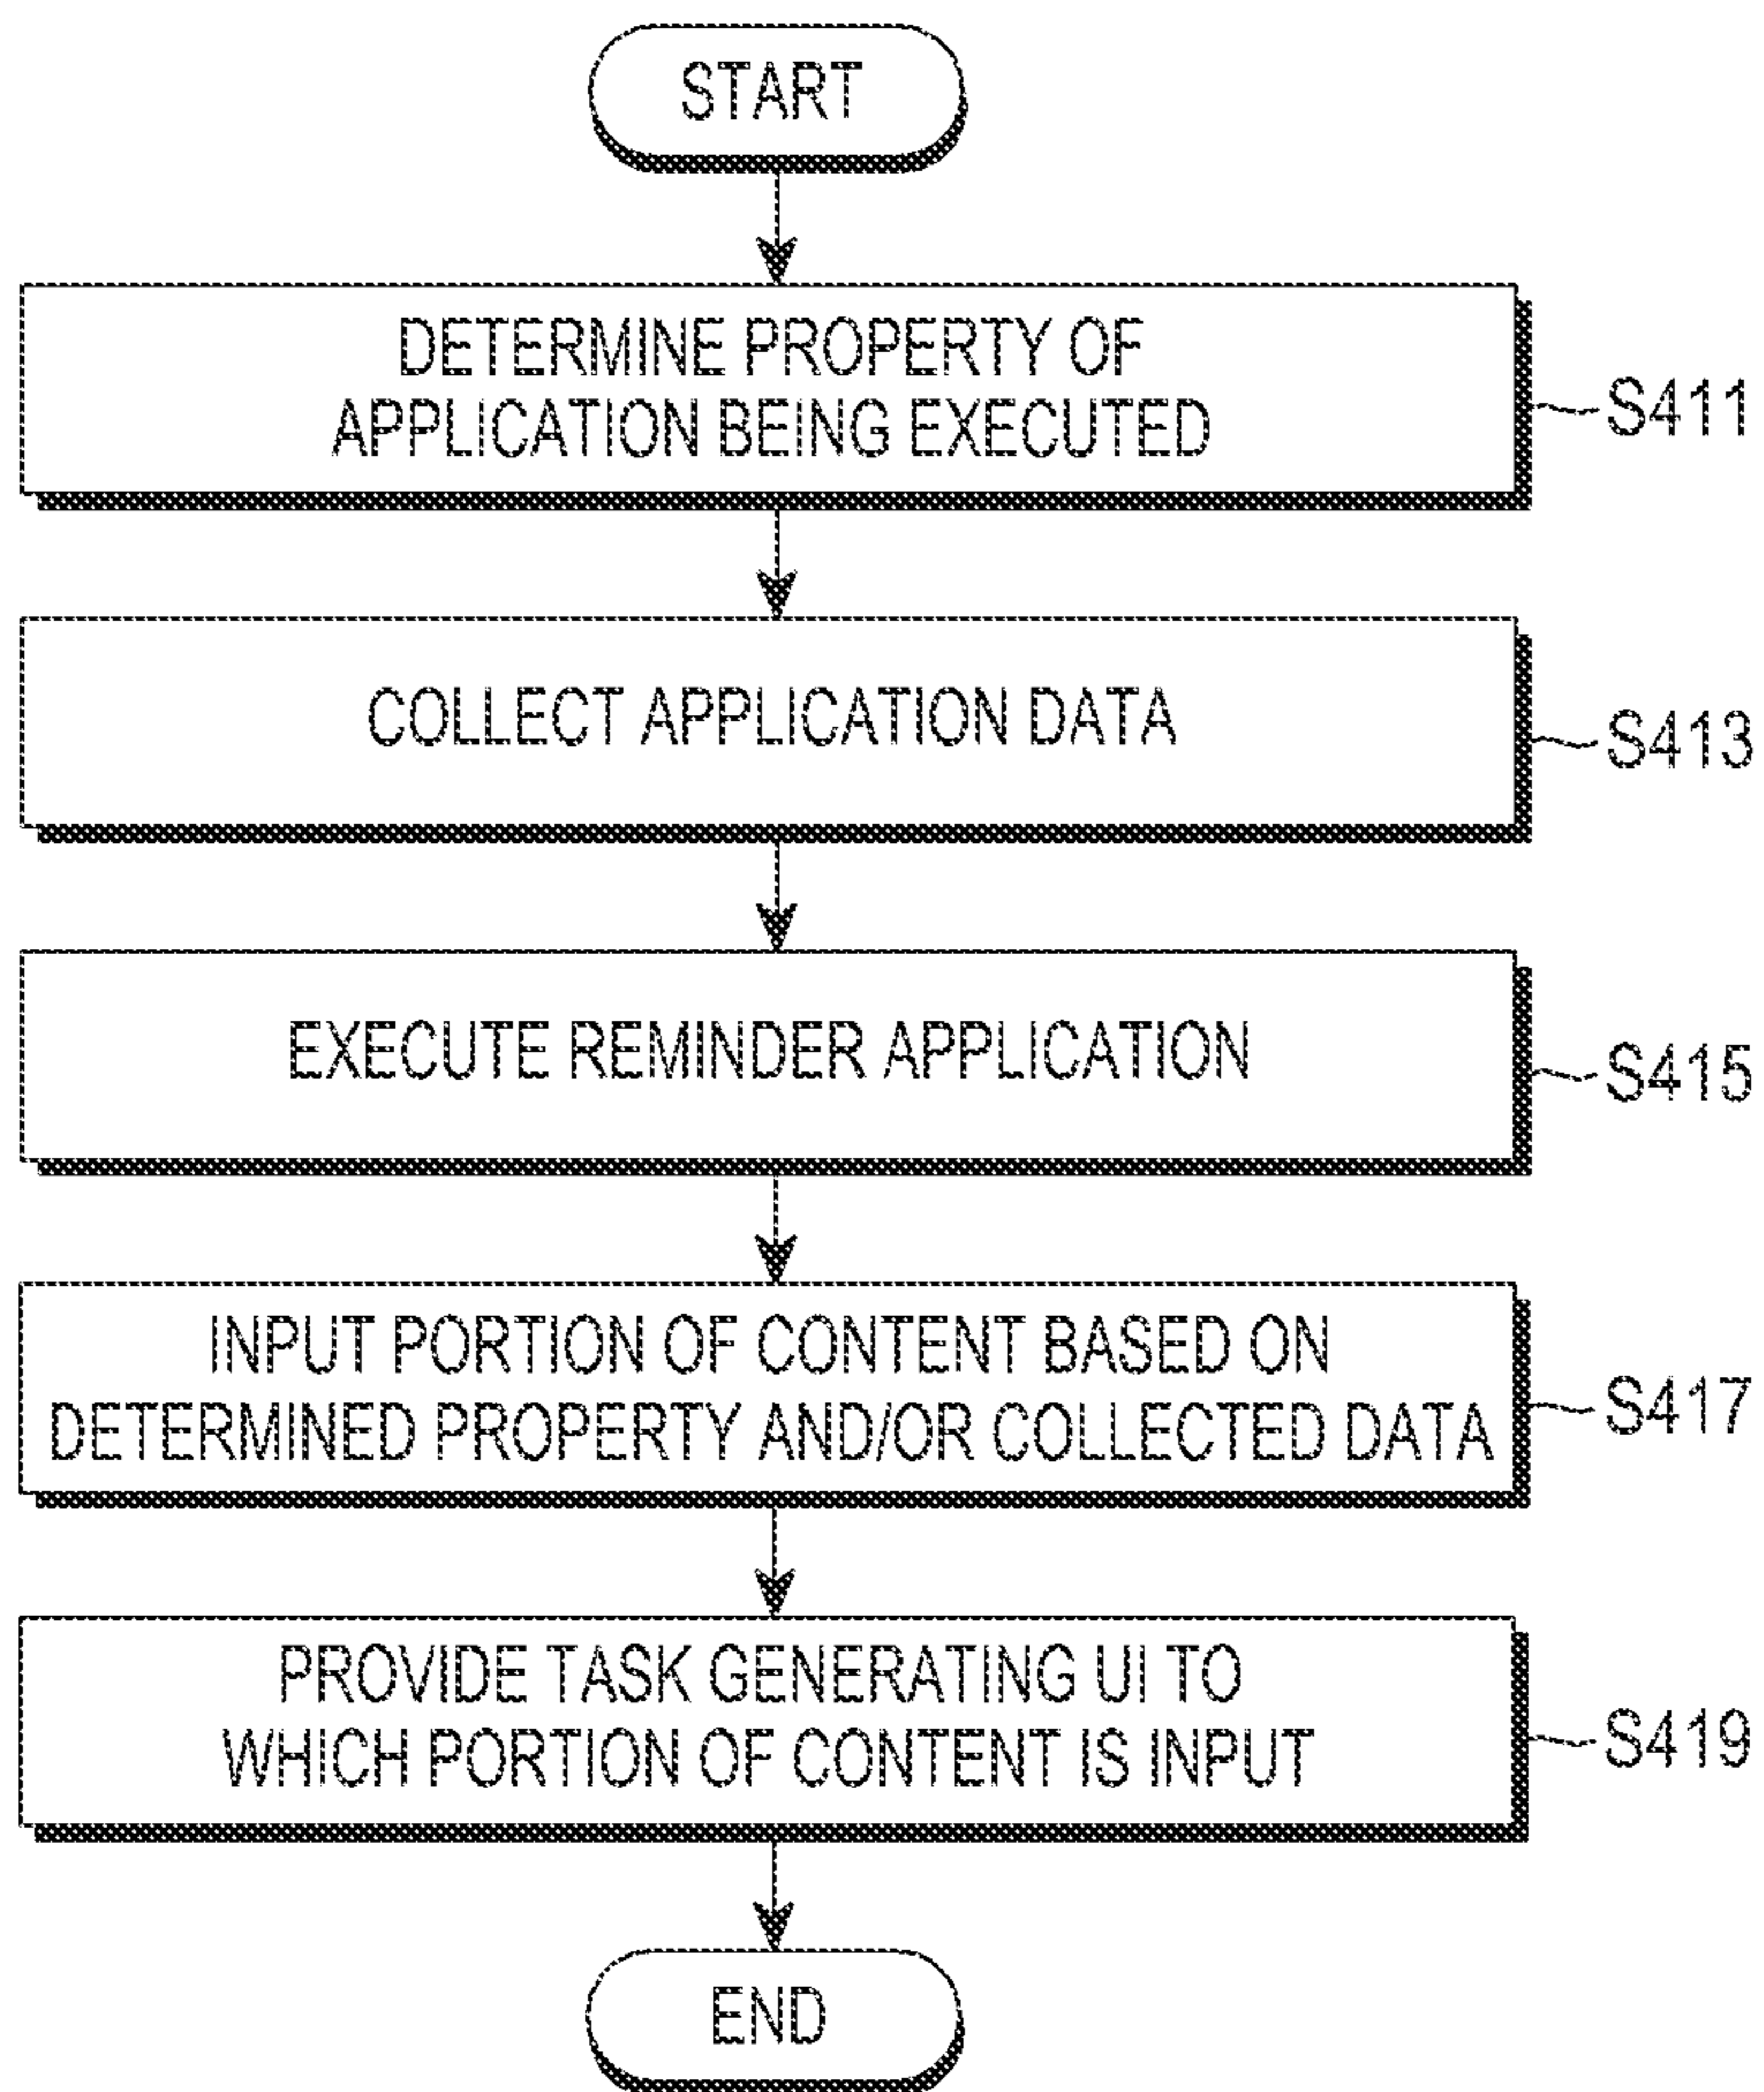 START
DETERMINE PROPERTY OF
APPLICATION BEING EXECUTED
S411
COLLECT APPLICATION DATA
S413
EXECUTE REMINDER APPLICATION
S415
INPUT PORTION OF CONTENT BASED ON
DETERMINED PROPERTY AND/OR COLLECTED DATA
S417
PROVIDE TASK GENERATING UI TO
WHICH PORTION OF CONTENT IS INPUT
S419
END